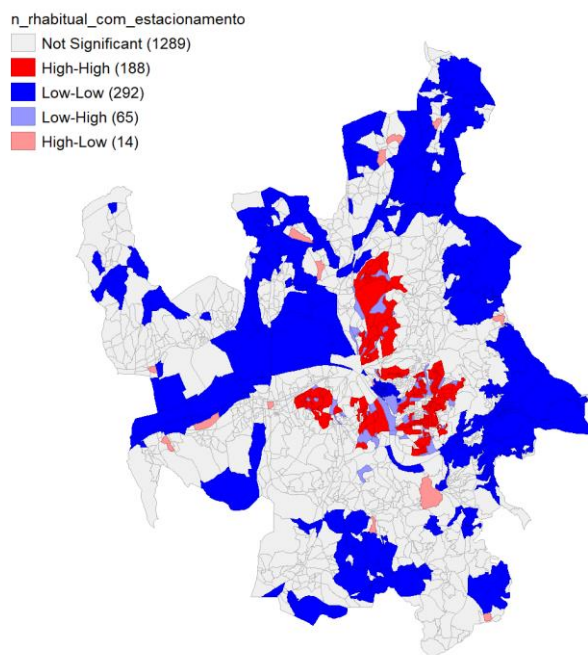 n_rhabitual_com_estacionamento
Not Significant (1289)
High-High (188)
Low-Low (292)
Low-High (65)
High-Low (14)